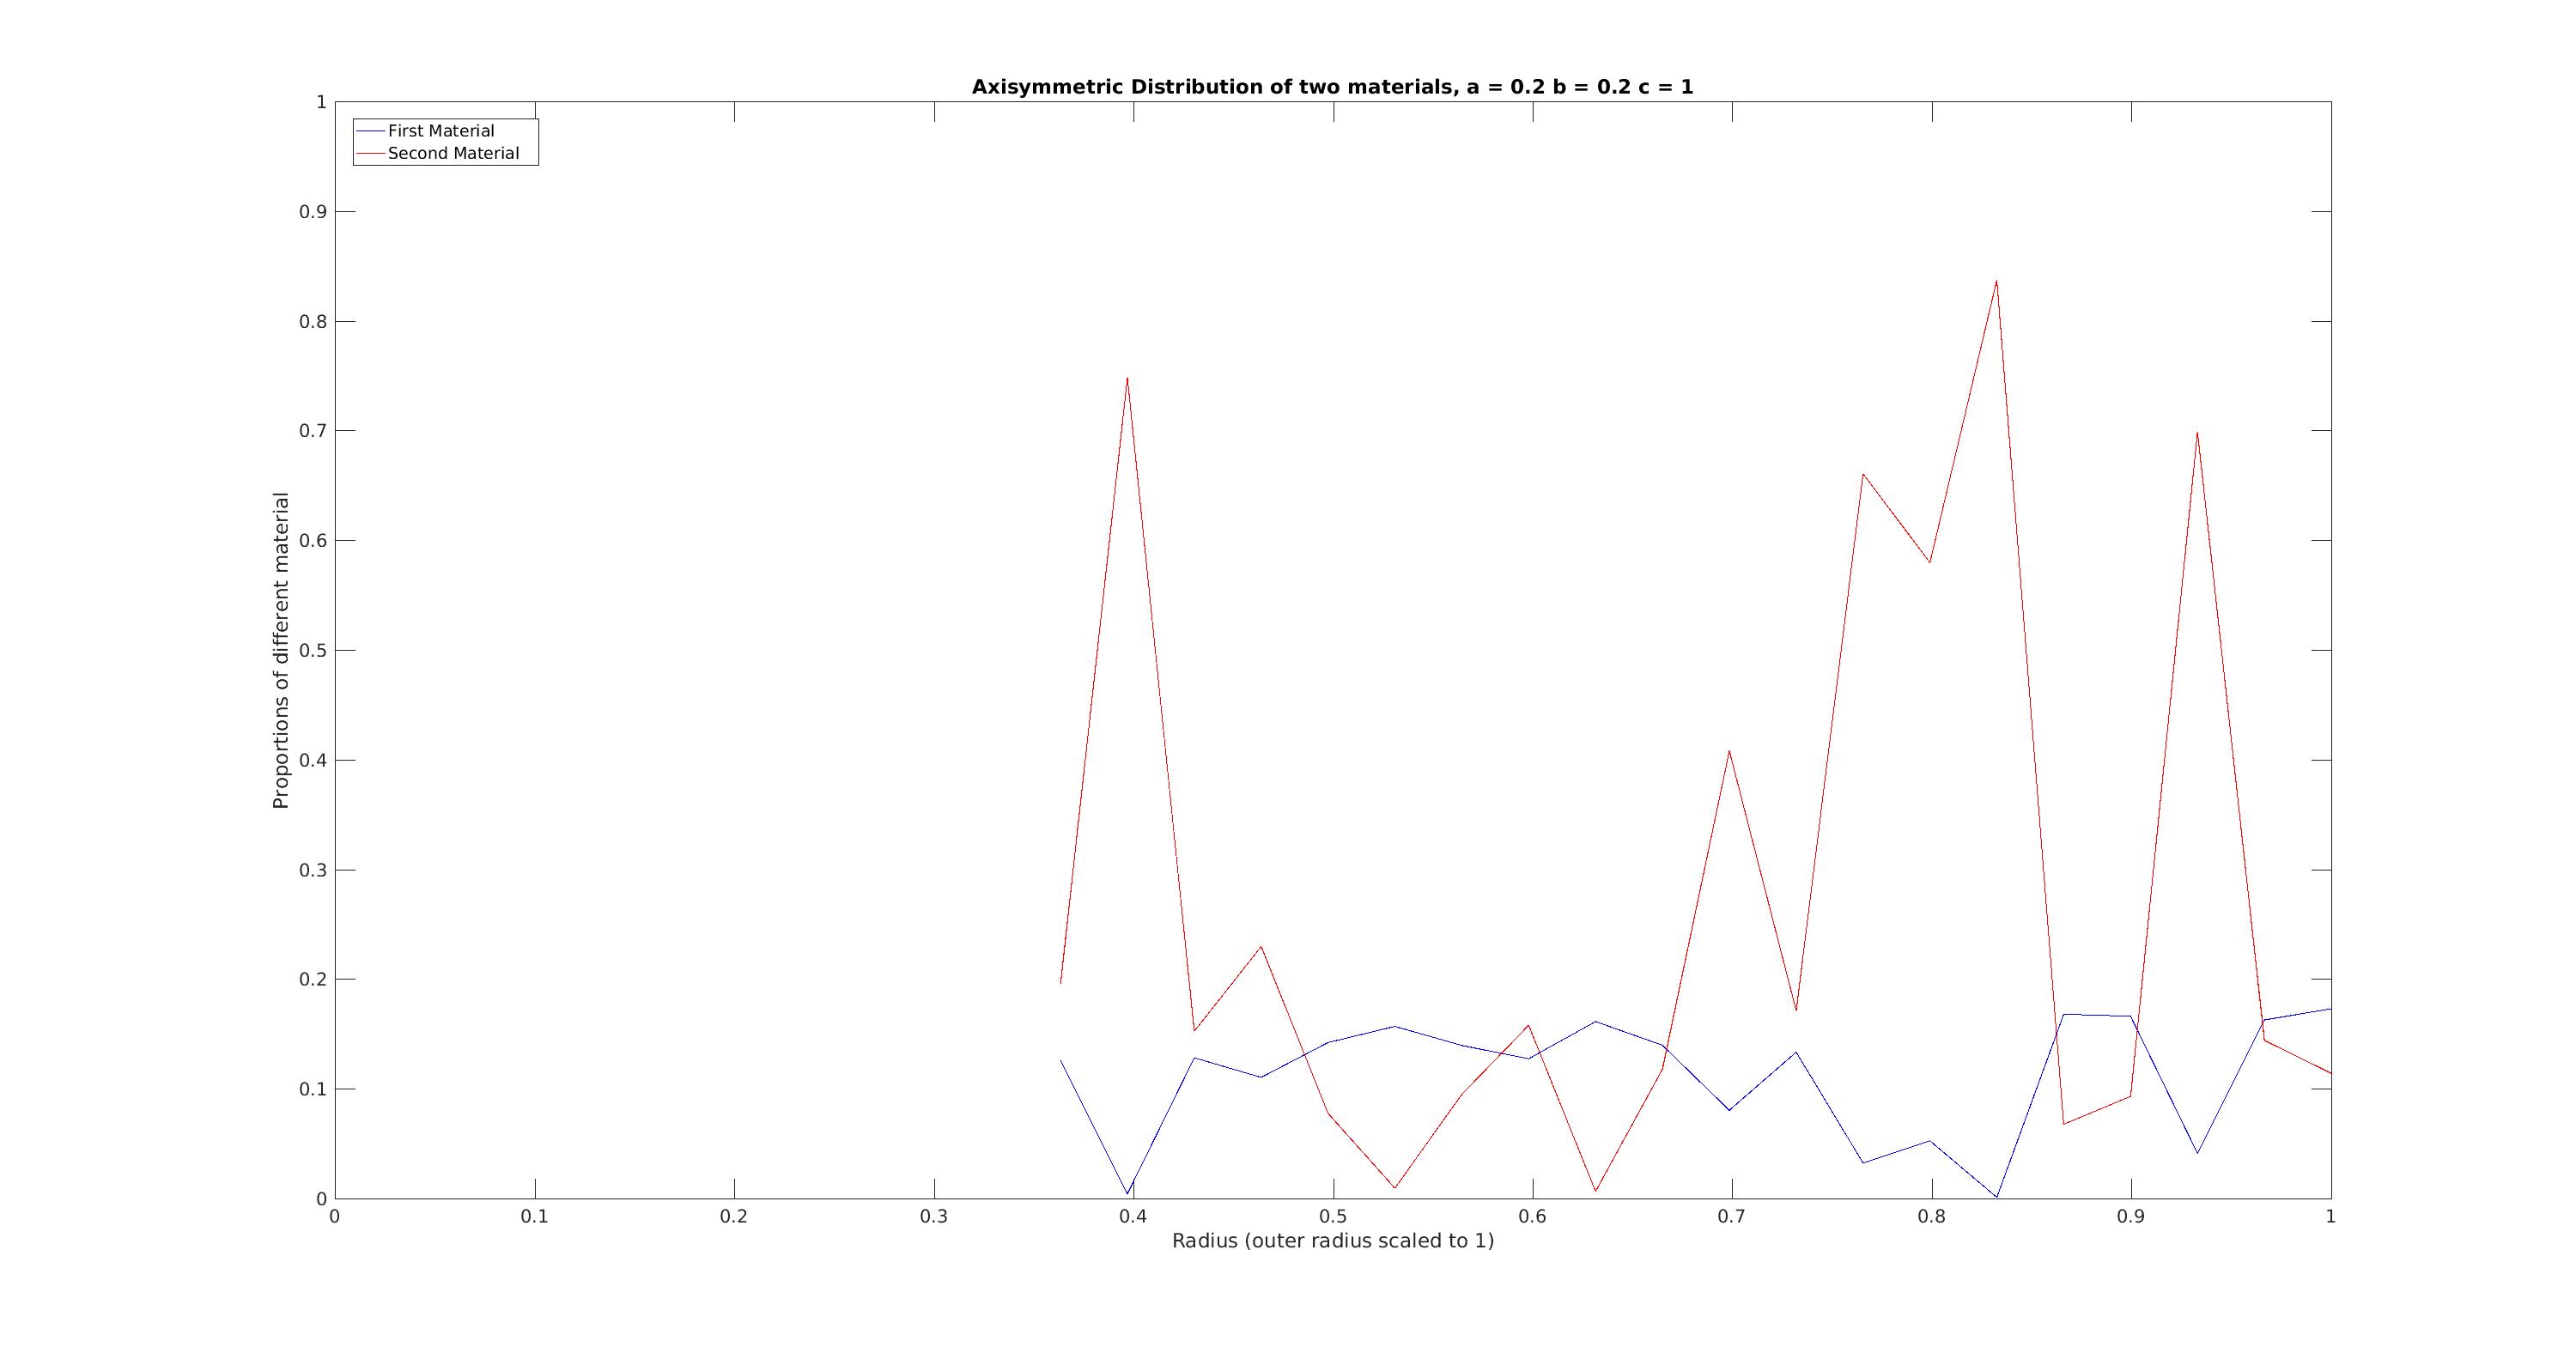 Axisymmetric Distribution of two materials, a = 0.2 b = 0.2 c = 1
First Material
Second Material
Proportions of different material
1
0.9
0.8
0.7
0.6
0.5
0.4
0.3
0.2
0.1
0
0 0.1 0.2 0.3 0.4 0.5 0.6 0.7 0.8 0.9 1
Radius (outer radius scaled to 1)